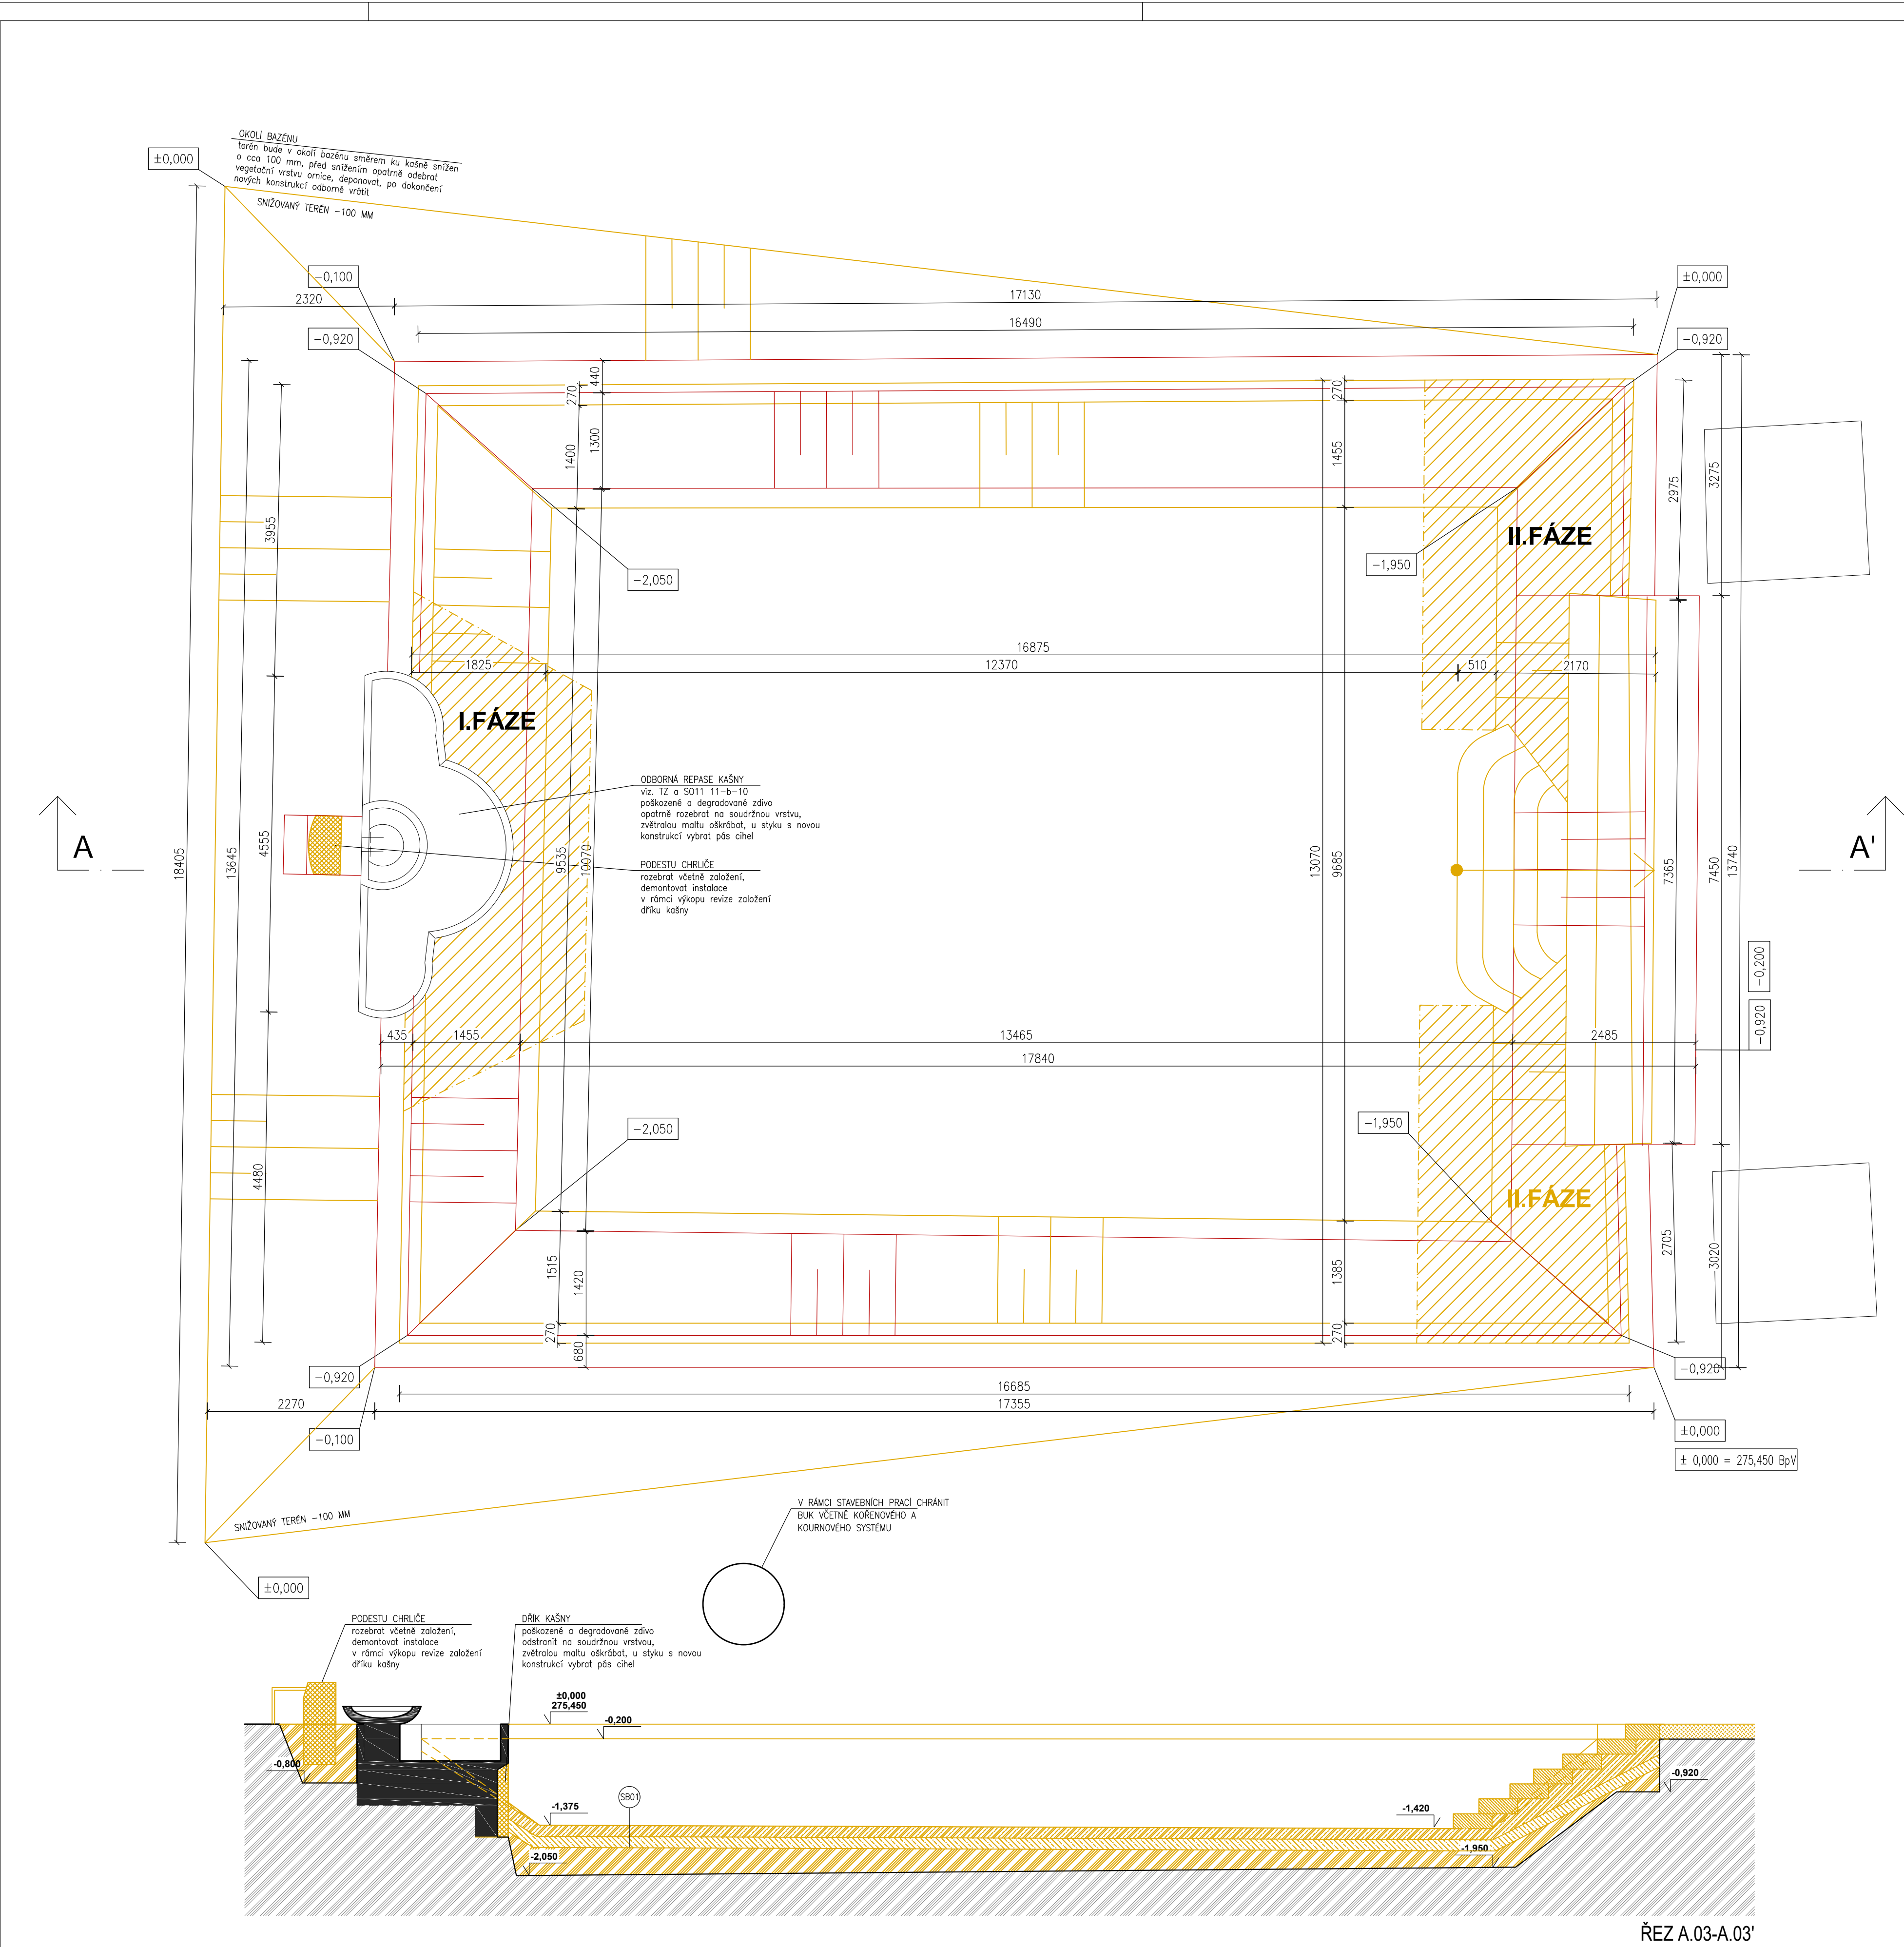 OKOLÍ BAZÉNU
terén bude v okolí bazénu směrem ku kašně snížen
o cca 100 mm, před snížením opatrně odebrat
vegetační vrstvu ornice, deponovat, po dokončení
nových konstrukcí odborně vrátit
±0,000
SNIŽOVANÝ TERÉN -100 MM
-0,100
±0,000
2320
17130
16490
-0,920
-0,920
440
270
270
1300
1400
1455
3955
2975
3275
II.FÁZE
-2,050
-1,950
16875
1825
12370
510
2170
I.FÁZE
ODBORNÁ REPASE KAŠNY
viz. TZ a SO11 11-b-10
poškozené a degradované zdivo
opatrně rozebrat na soudržnou vrstvu,
zvětralou maltu oškrábat, u styku s novou
konstrukcí vybrat pás cihel
PODESTU CHRLIČE
rozebrat včetně založení,
demontovat instalace
v rámci výkopu revize založení
dříku kašny
A
A'
18405
13645
4555
9535
10070
13070
9685
7365
7450
13740
-0,200
-0,920
435
1455
13465
2485
17840
-2,050
-1,950
4480
1515
1420
1385
2705
3020
II.FÁZE
270
680
270
-0,920
-0,920
16685
2270
17355
-0,100
±0,000
± 0,000 = 275,450 BpV
SNIŽOVANÝ TERÉN -100 MM
V RÁMCI STAVEBNÍCH PRACÍ CHRÁNIT
BUK VČETNĚ KOŘENOVÉHO A
KOURNOVÉHO SYSTÉMU
±0,000
PODESTU CHRLIČE
rozebrat včetně založení,
demontovat instalace
v rámci výkopu revize založení
dříku kašny
DŘÍK KAŠNY
poškozené a degradované zdivo
odstranit na soudržnou vrstvou,
zvětralou maltu oškrábat, u styku s novou
konstrukcí vybrat pás cihel
±0,000
275,450
-0,200
-0,800
-0,920
SB01
-1,375
-1,420
-2,050
-1,950
ŘEZ A.03-A.03'